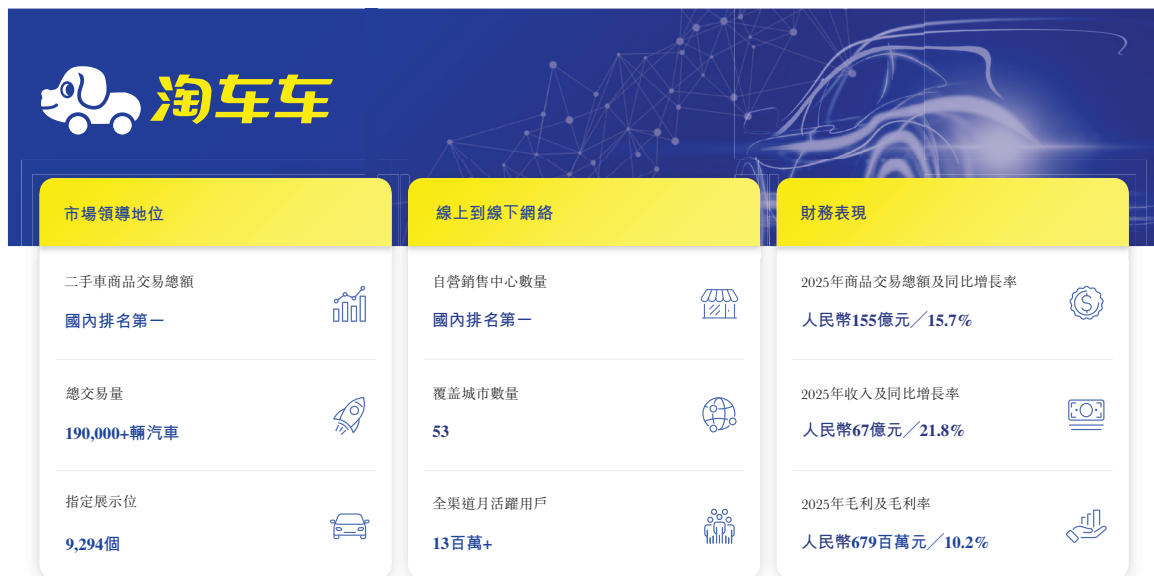 淘车车
市場領導地位
二手車商品交易總額
國內排名第一
總交易量
190,000+輛汽車
指定展示位
9,294個
線上到線下網絡
自營銷售中心數量
國內排名第一
覆蓋城市數量
53
全渠道月活躍用戶
13百萬+
財務表現
2025年商品交易總額及同比增長率
人民幣155億元╱15.7%
2025年收入及同比增長率
人民幣67億元╱21.8%
2025年毛利及毛利率
人民幣679百萬元╱10.2%